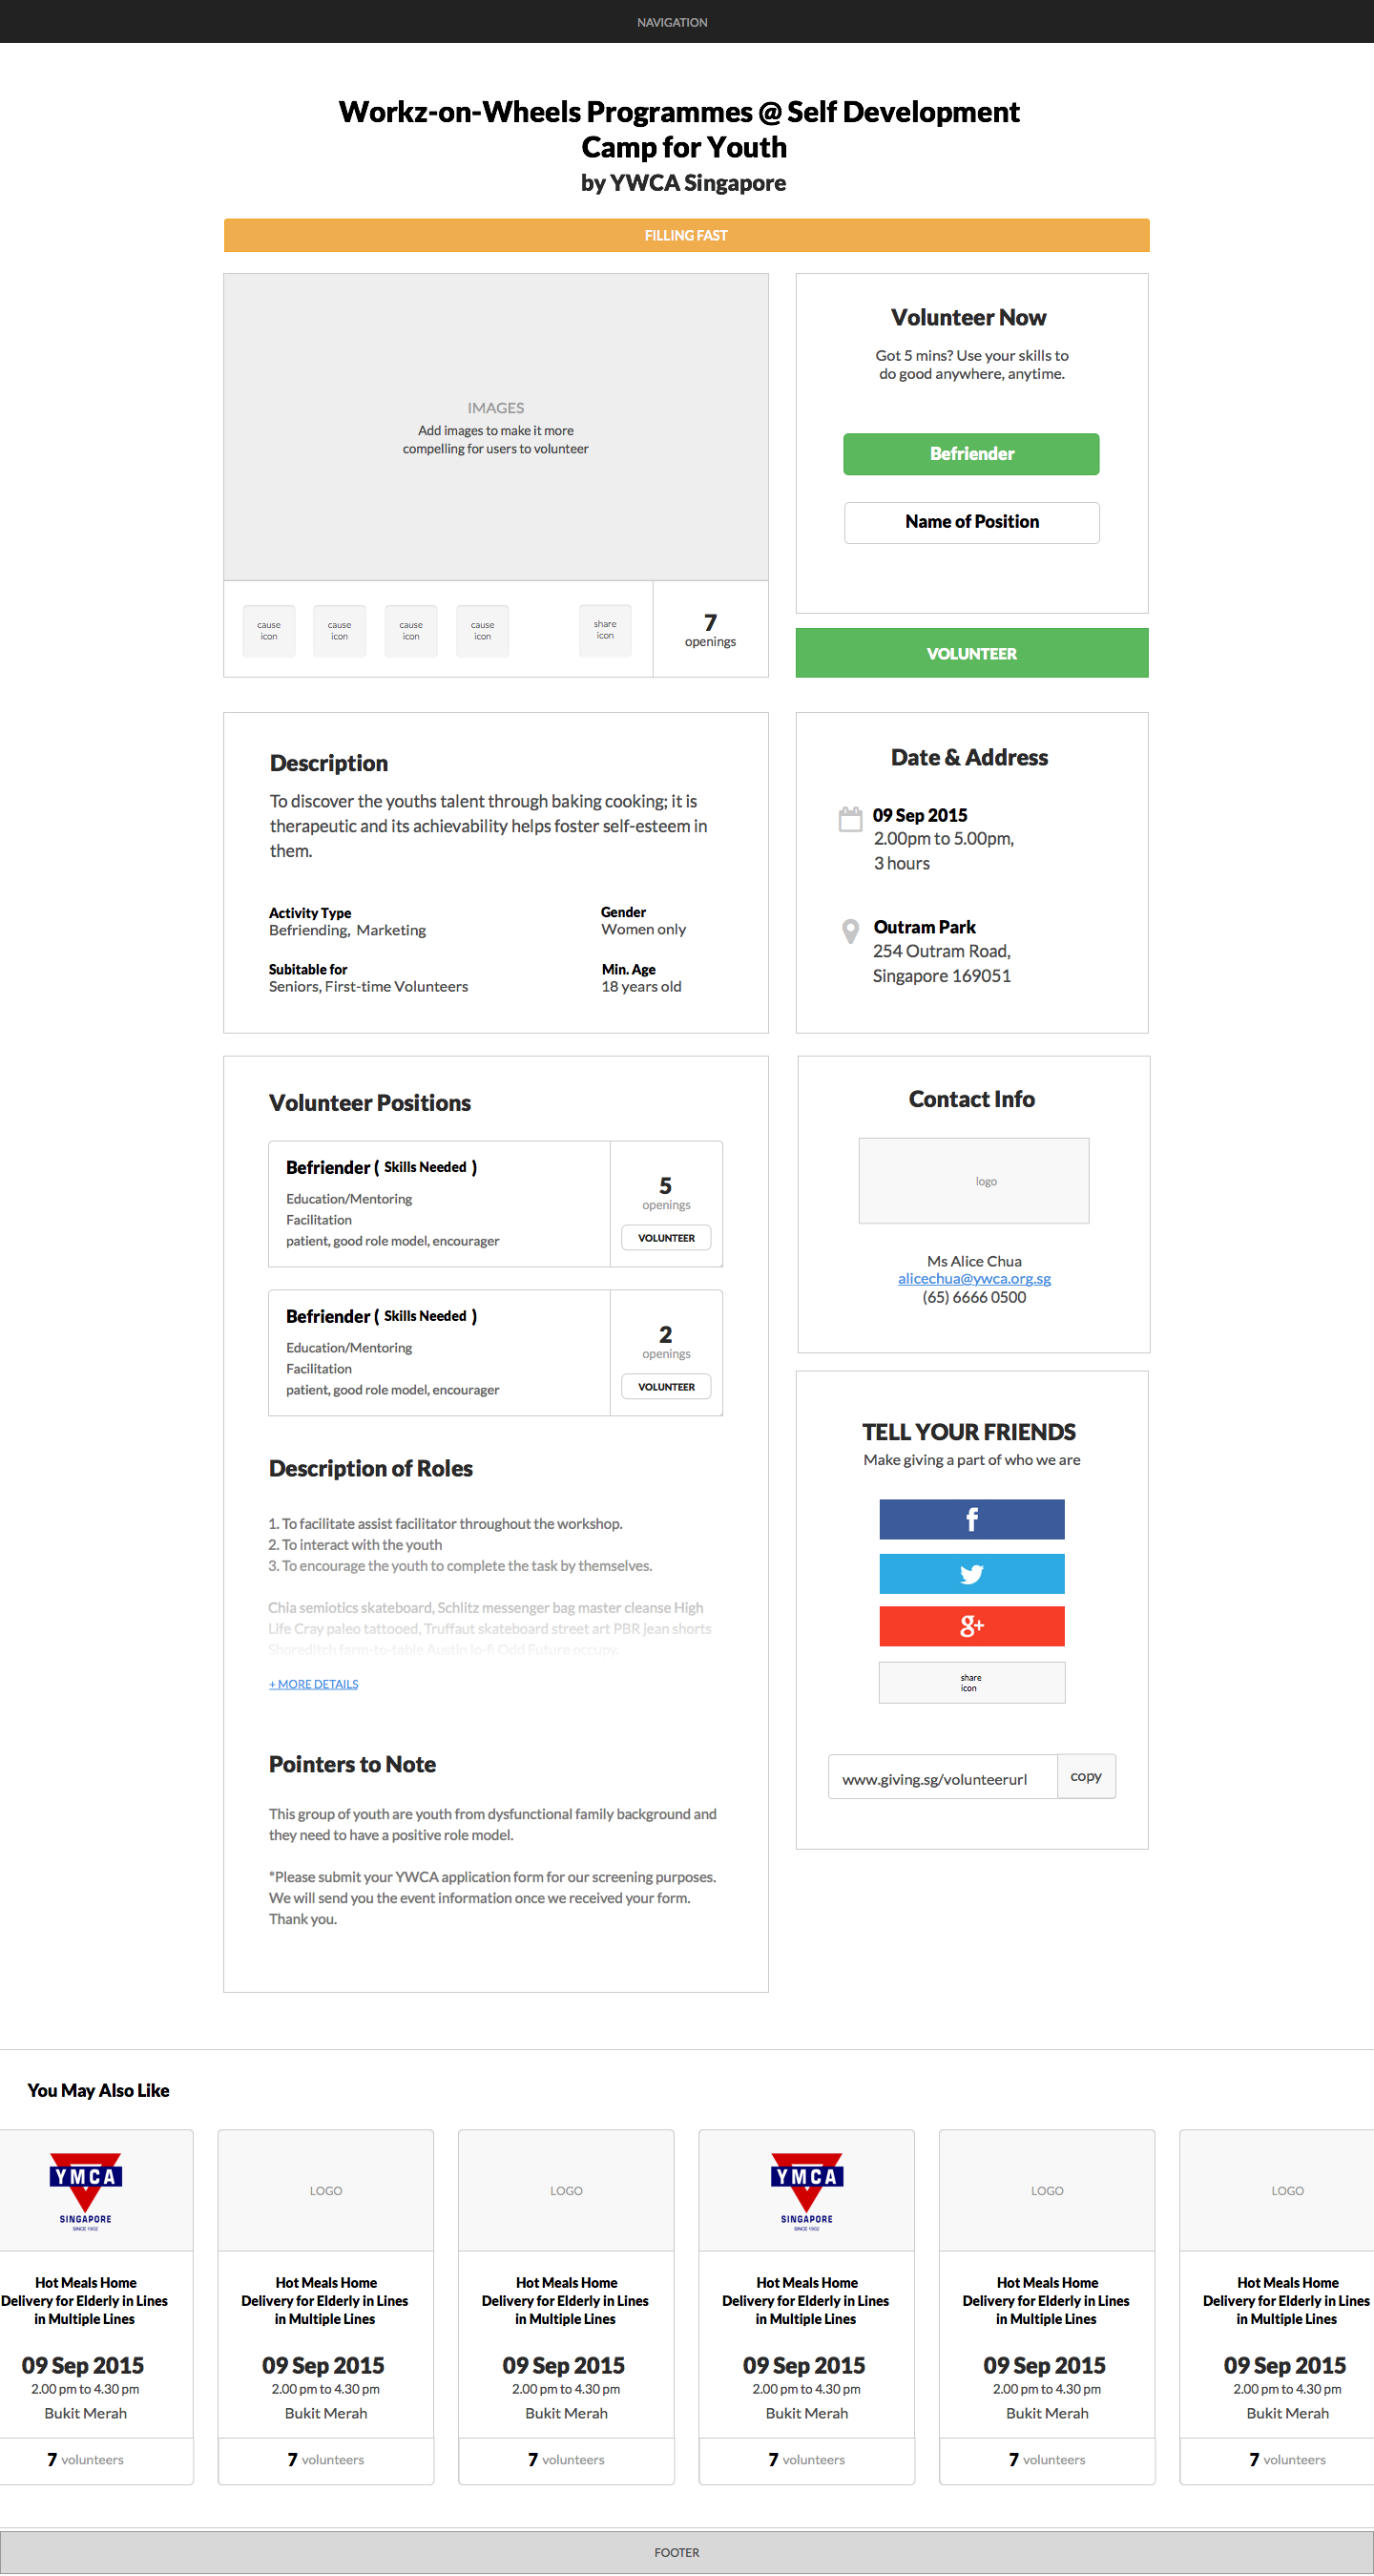 NAVIGATION
Workz-on-Wheels Programmes @ Self Development
Camp for Youth
by YWCA Singapore
FILLING FAST
IMAGES
Add images to make it more
compelling for users to volunteer
cause
icon
cause
icon
cause
icon
cause
icon
share
icon
7
openings
Volunteer Now
Got 5 mins? Use your skills to
do good anywhere, anytime.
Befriender
Name of Position
VOLUNTEER
Description
To discover the youths talent through baking cooking; it is
therapeutic and its achievability helps foster self-esteem in
them.
Activity Type
Befriending, Marketing
Gender
Women only
Subitable for
Seniors, First-time Volunteers
Min. Age
18 years old
Date & Address
09 Sep 2015
2.00pm to 5.00pm,
3 hours
Outram Park
254 Outram Road,
Singapore 169051
Volunteer Positions
Befriender ( Skills Needed )
Education/Mentoring
Facilitation
patient, good role model, encourager
5
openings
VOLUNTEER
Befriender ( Skills Needed )
Education/Mentoring
Facilitation
patient, good role model, encourager
2
openings
VOLUNTEER
Description of Roles
1. To facilitate assist facilitator throughout the workshop.
2. To interact with the youth
3. To encourage the youth to complete the task by themselves.
Chia semiotics skateboard, Schlitz messenger bag master cleanse High
Life Cray paleo tattooed, Truffaut skateboard street art PBR jean shorts
Shoreditch farm-to-table Austin lo-fi Odd Future occupy.
+ MORE DETAILS
Pointers to Note
This group of youth are youth from dysfunctional family background and
they need to have a positive role model.
*Please submit your YWCA application form for our screening purposes.
We will send you the event information once we received your form.
Thank you.
Contact Info
logo
Ms Alice Chua
alicechua@ywca.org.sg
(65) 6666 0500
TELL YOUR FRIENDS
Make giving a part of who we are
f
g+
share
icon
www.giving.sg/volunteerurl
copy
You May Also Like
YMCA
SINGAPORE
SINCE 1902
Hot Meals Home
Delivery for Elderly in Lines
in Multiple Lines
09 Sep 2015
2.00 pm to 4.30 pm
Bukit Merah
7 volunteers
LOGO
Hot Meals Home
Delivery for Elderly in Lines
in Multiple Lines
09 Sep 2015
2.00 pm to 4.30 pm
Bukit Merah
7 volunteers
LOGO
Hot Meals Home
Delivery for Elderly in Lines
in Multiple Lines
09 Sep 2015
2.00 pm to 4.30 pm
Bukit Merah
7 volunteers
YMCA
SINGAPORE
SINCE 1902
Hot Meals Home
Delivery for Elderly in Lines
in Multiple Lines
09 Sep 2015
2.00 pm to 4.30 pm
Bukit Merah
7 volunteers
LOGO
Hot Meals Home
Delivery for Elderly in Lines
in Multiple Lines
09 Sep 2015
2.00 pm to 4.30 pm
Bukit Merah
7 volunteers
LOGO
Hot Meals Home
Delivery for Elderly in Lines
in Multiple Lines
09 Sep 2015
2.00 pm to 4.30 pm
Bukit Merah
7 volunteers
FOOTER